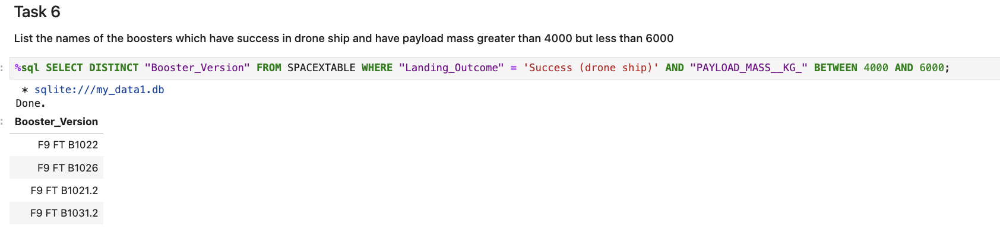 Task 6
List the names of the boosters which have success in drone ship and have payload mass greater than 4000 but less than 6000
: %sql SELECT DISTINCT "Booster_Version" FROM SPACEXTABLE WHERE "Landing_Outcome" = 'Success (drone ship)' AND "PAYLOAD_MASS__KG_" BETWEEN 4000 AND 6000;
* sqlite:///my_data1.db
Done.
: Booster_Version
F9 FT B1022
F9 FT B1026
F9 FT B1021.2
F9 FT B1031.2